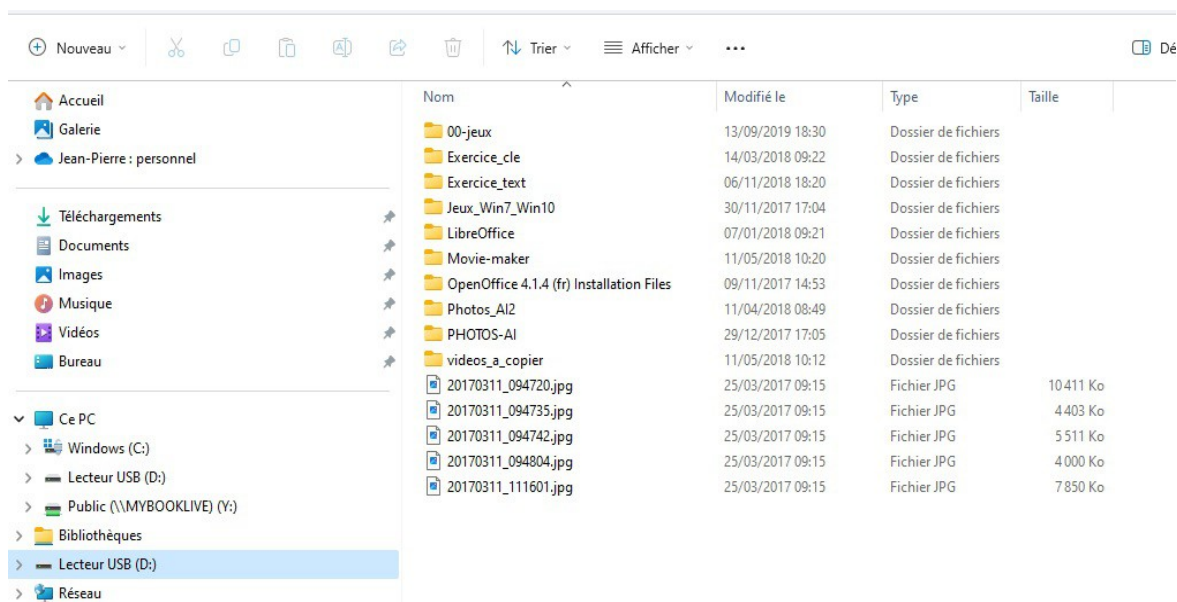 Nouveau Trier Afficher ... Dé
Accueil
Galerie
Jean-Pierre : personnel
Téléchargements
Documents
Images
Musique
Vidéos
Bureau
Ce PC
Windows (C:)
Lecteur USB (D:)
Public (\\MYBOOKLIVE) (Y:)
Bibliothèques
Lecteur USB (D:)
Réseau
Nom Modifié le Type Taille
00-jeux 13/09/2019 18:30 Dossier de fichiers
Exercice_cle 14/03/2018 09:22 Dossier de fichiers
Exercice_text 06/11/2018 18:20 Dossier de fichiers
Jeux_Win7_Win10 30/11/2017 17:04 Dossier de fichiers
LibreOffice 07/01/2018 09:21 Dossier de fichiers
Movie-maker 11/05/2018 10:20 Dossier de fichiers
OpenOffice 4.1.4 (fr) Installation Files 09/11/2017 14:53 Dossier de fichiers
Photos_AI2 11/04/2018 08:49 Dossier de fichiers
PHOTOS-AI 29/12/2017 17:05 Dossier de fichiers
videos_a_copier 11/05/2018 10:12 Dossier de fichiers
20170311_094720.jpg 25/03/2017 09:15 Fichier JPG 10 411 Ko
20170311_094735.jpg 25/03/2017 09:15 Fichier JPG 4 403 Ko
20170311_094742.jpg 25/03/2017 09:15 Fichier JPG 5 511 Ko
20170311_094804.jpg 25/03/2017 09:15 Fichier JPG 4 000 Ko
20170311_111601.jpg 25/03/2017 09:15 Fichier JPG 7 850 Ko